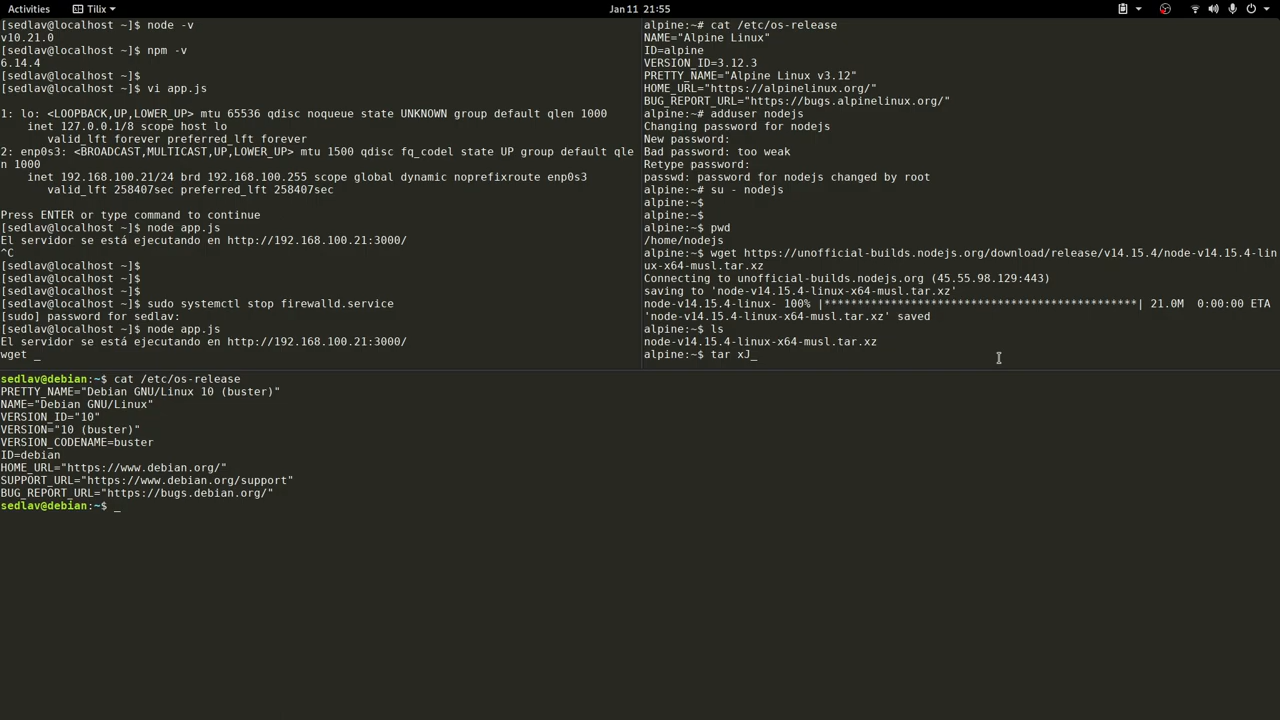 Activities
Tilix
Jan 11 21:55
[sedlav@localhost ~]$ node -v
v10.21.0
[sedlav@localhost ~]$ npm -v
6.14.4
[sedlav@localhost ~]$
[sedlav@localhost ~]$ vi app.js
1: lo: <LOOPBACK,UP,LOWER_UP> mtu 65536 qdisc noqueue state UNKNOWN group default qlen 1000
inet 127.0.0.1/8 scope host lo
valid_lft forever preferred_lft forever
2: enp0s3: <BROADCAST,MULTICAST,UP,LOWER_UP> mtu 1500 qdisc fq_codel state UP group default qle
n 1000
inet 192.168.100.21/24 brd 192.168.100.255 scope global dynamic noprefixroute enp0s3
valid_lft 258407sec preferred_lft 258407sec
Press ENTER or type command to continue
[sedlav@localhost ~]$ node app.js
El servidor se está ejecutando en http://192.168.100.21:3000/
^C
[sedlav@localhost ~]$
[sedlav@localhost ~]$
[sedlav@localhost ~]$
[sedlav@localhost ~]$ sudo systemctl stop firewalld.service
[sudo] password for sedlav:
[sedlav@localhost ~]$ node app.js
El servidor se está ejecutando en http://192.168.100.21:3000/
wget _
alpine:~# cat /etc/os-release
NAME="Alpine Linux"
ID=alpine
VERSION_ID=3.12.3
PRETTY_NAME="Alpine Linux v3.12"
HOME_URL="https://alpinelinux.org/"
BUG_REPORT_URL="https://bugs.alpinelinux.org/"
alpine:~# adduser nodejs
Changing password for nodejs
New password:
Bad password: too weak
Retype password:
passwd: password for nodejs changed by root
alpine:~# su - nodejs
alpine:~$
alpine:~$
alpine:~$ pwd
/home/nodejs
alpine:~$ wget https://unofficial-builds.nodejs.org/download/release/v14.15.4/node-v14.15.4-lin
ux-x64-musl.tar.xz
Connecting to unofficial-builds.nodejs.org (45.55.98.129:443)
saving to 'node-v14.15.4-linux-x64-musl.tar.xz'
node-v14.15.4-linux- 100% |***********************************************| 21.0M 0:00:00 ETA
'node-v14.15.4-linux-x64-musl.tar.xz' saved
alpine:~$ ls
node-v14.15.4-linux-x64-musl.tar.xz
alpine:~$ tar xJ_
sedlav@debian:~$ cat /etc/os-release
PRETTY_NAME="Debian GNU/Linux 10 (buster)"
NAME="Debian GNU/Linux"
VERSION_ID="10"
VERSION="10 (buster)"
VERSION_CODENAME=buster
ID=debian
HOME_URL="https://www.debian.org/"
SUPPORT_URL="https://www.debian.org/support"
BUG_REPORT_URL="https://bugs.debian.org/"
sedlav@debian:~$ _